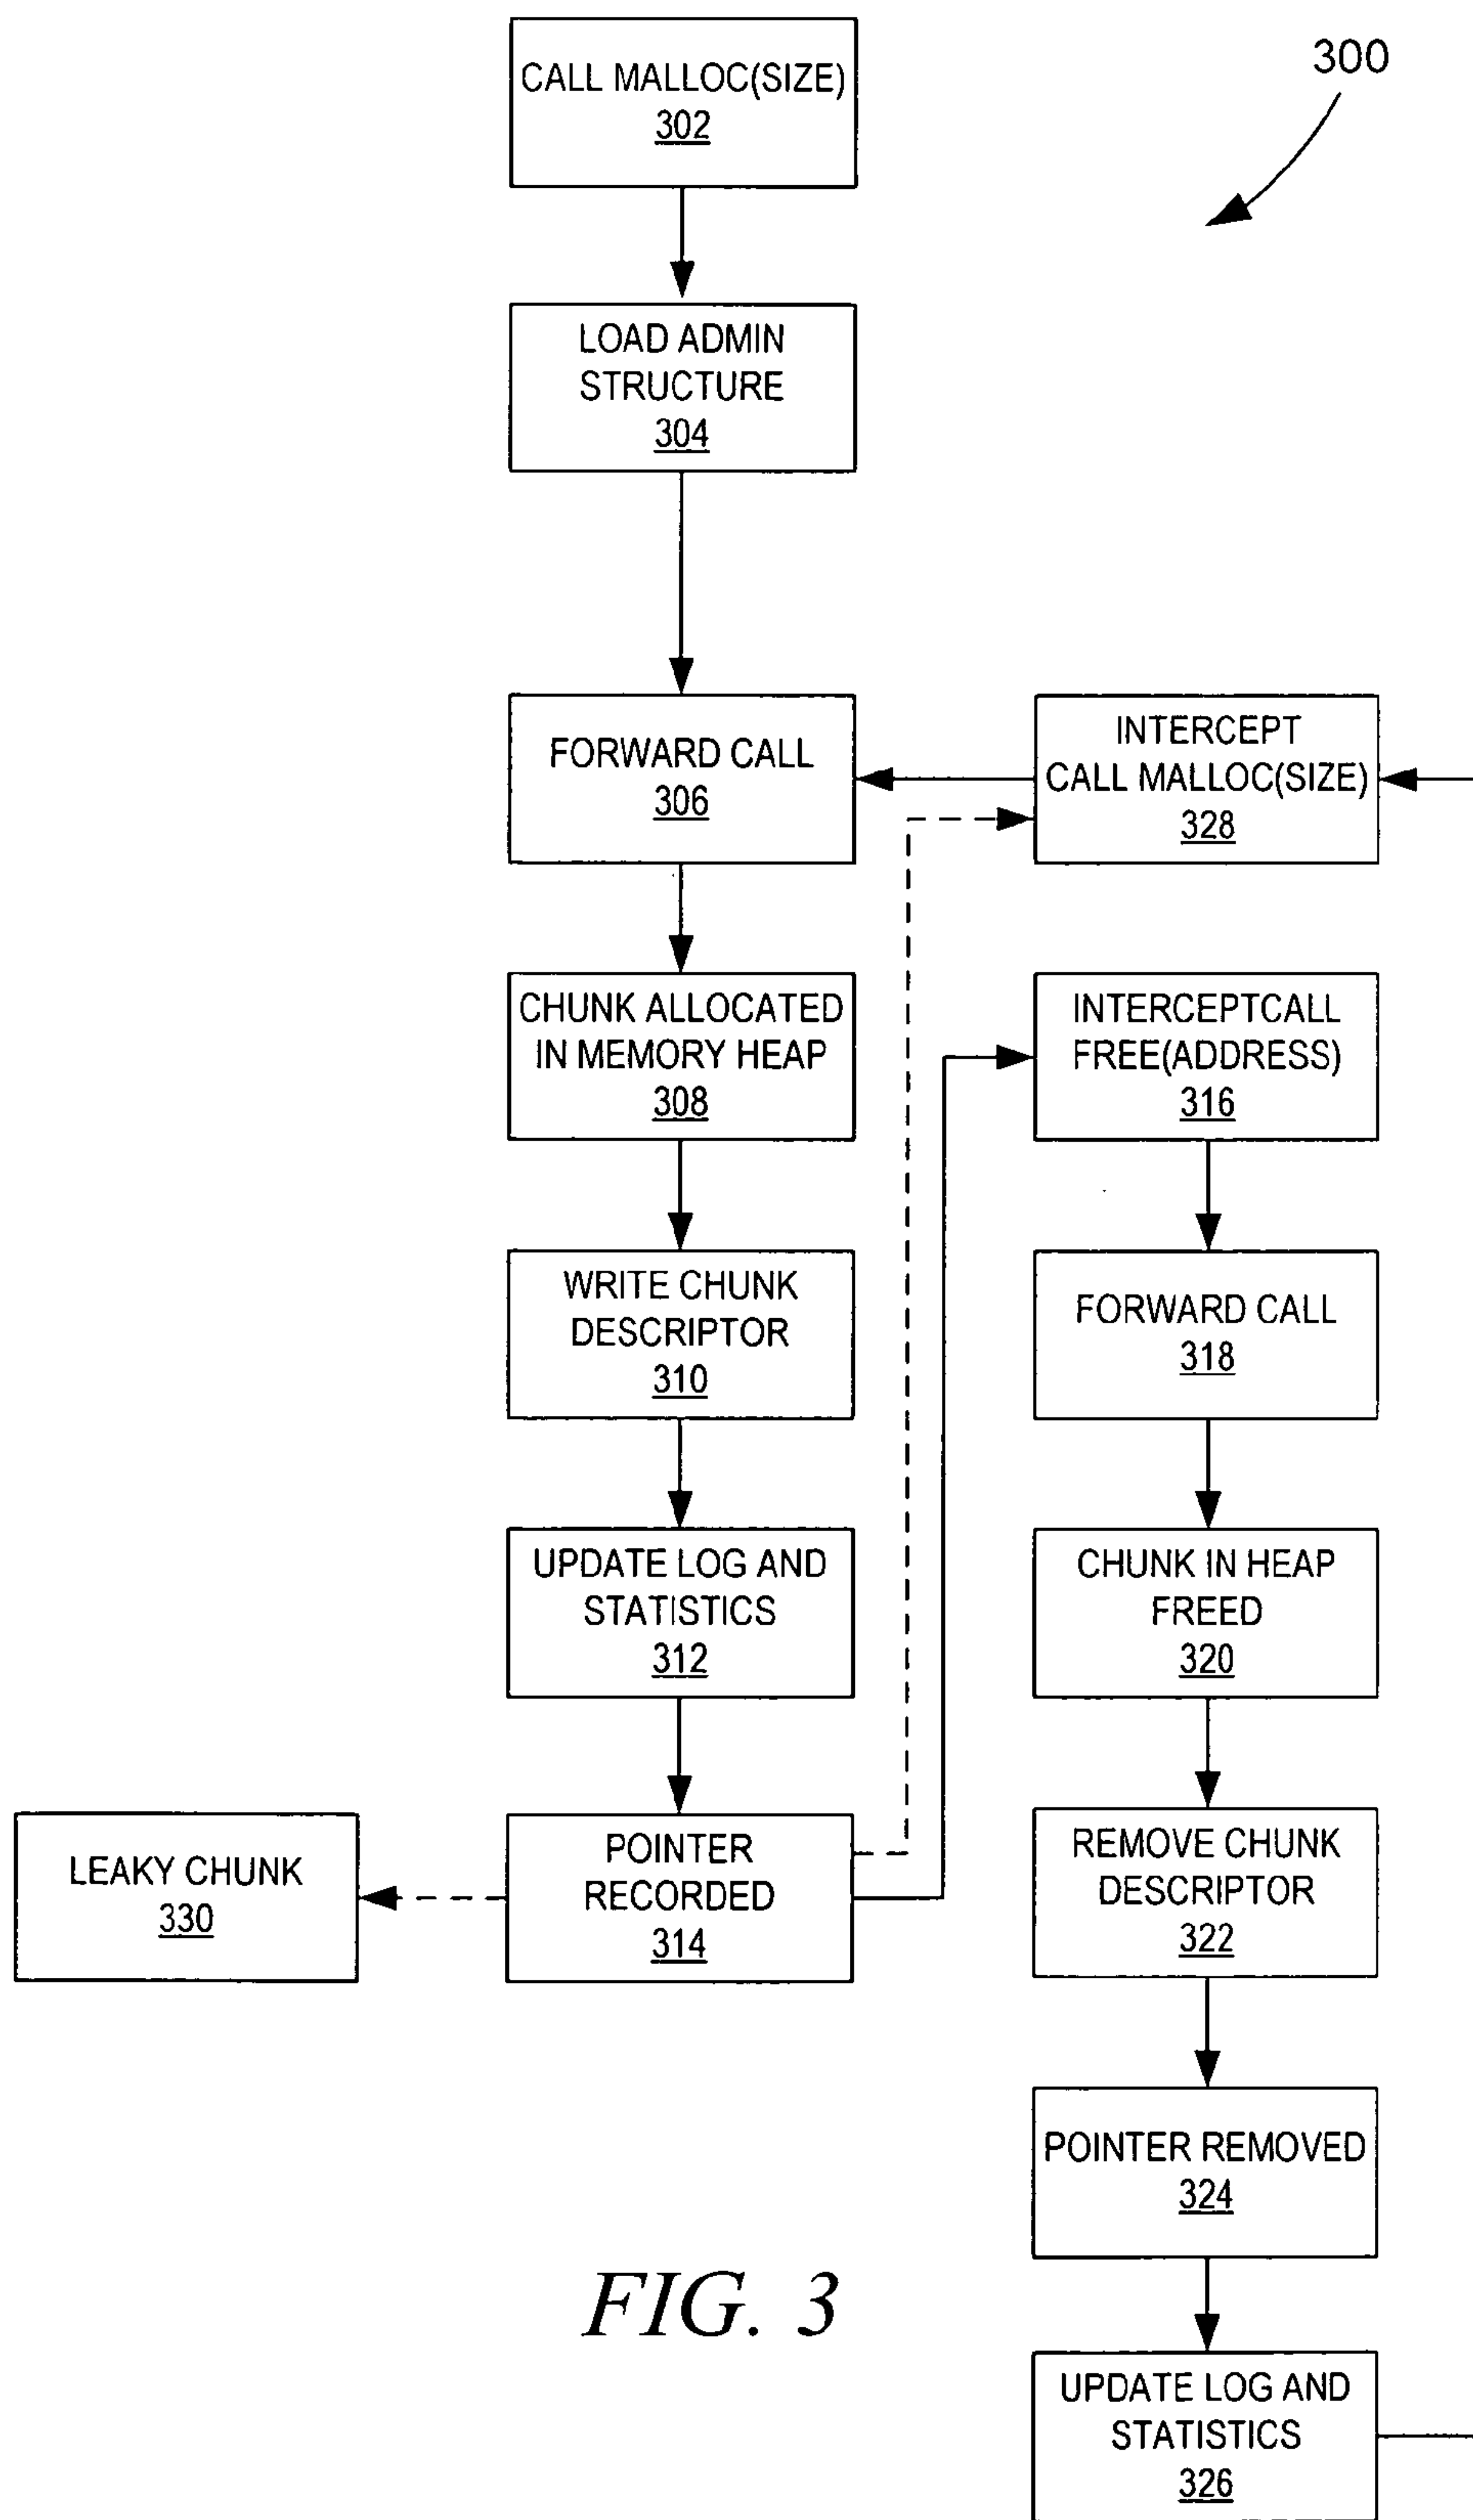 CALL MALLOC(SIZE)
302
300
LOAD ADMIN
STRUCTURE
304
FORWARD CALL
306
INTERCEPT
CALL MALLOC(SIZE)
328
CHUNK ALLOCATED
IN MEMORY HEAP
308
INTERCEPTCALL
FREE(ADDRESS)
316
WRITE CHUNK
DESCRIPTOR
310
FORWARD CALL
318
UPDATE LOG AND
STATISTICS
312
CHUNK IN HEAP
FREED
320
LEAKY CHUNK
330
POINTER
RECORDED
314
REMOVE CHUNK
DESCRIPTOR
322
POINTER REMOVED
324
FIG. 3
UPDATE LOG AND
STATISTICS
326